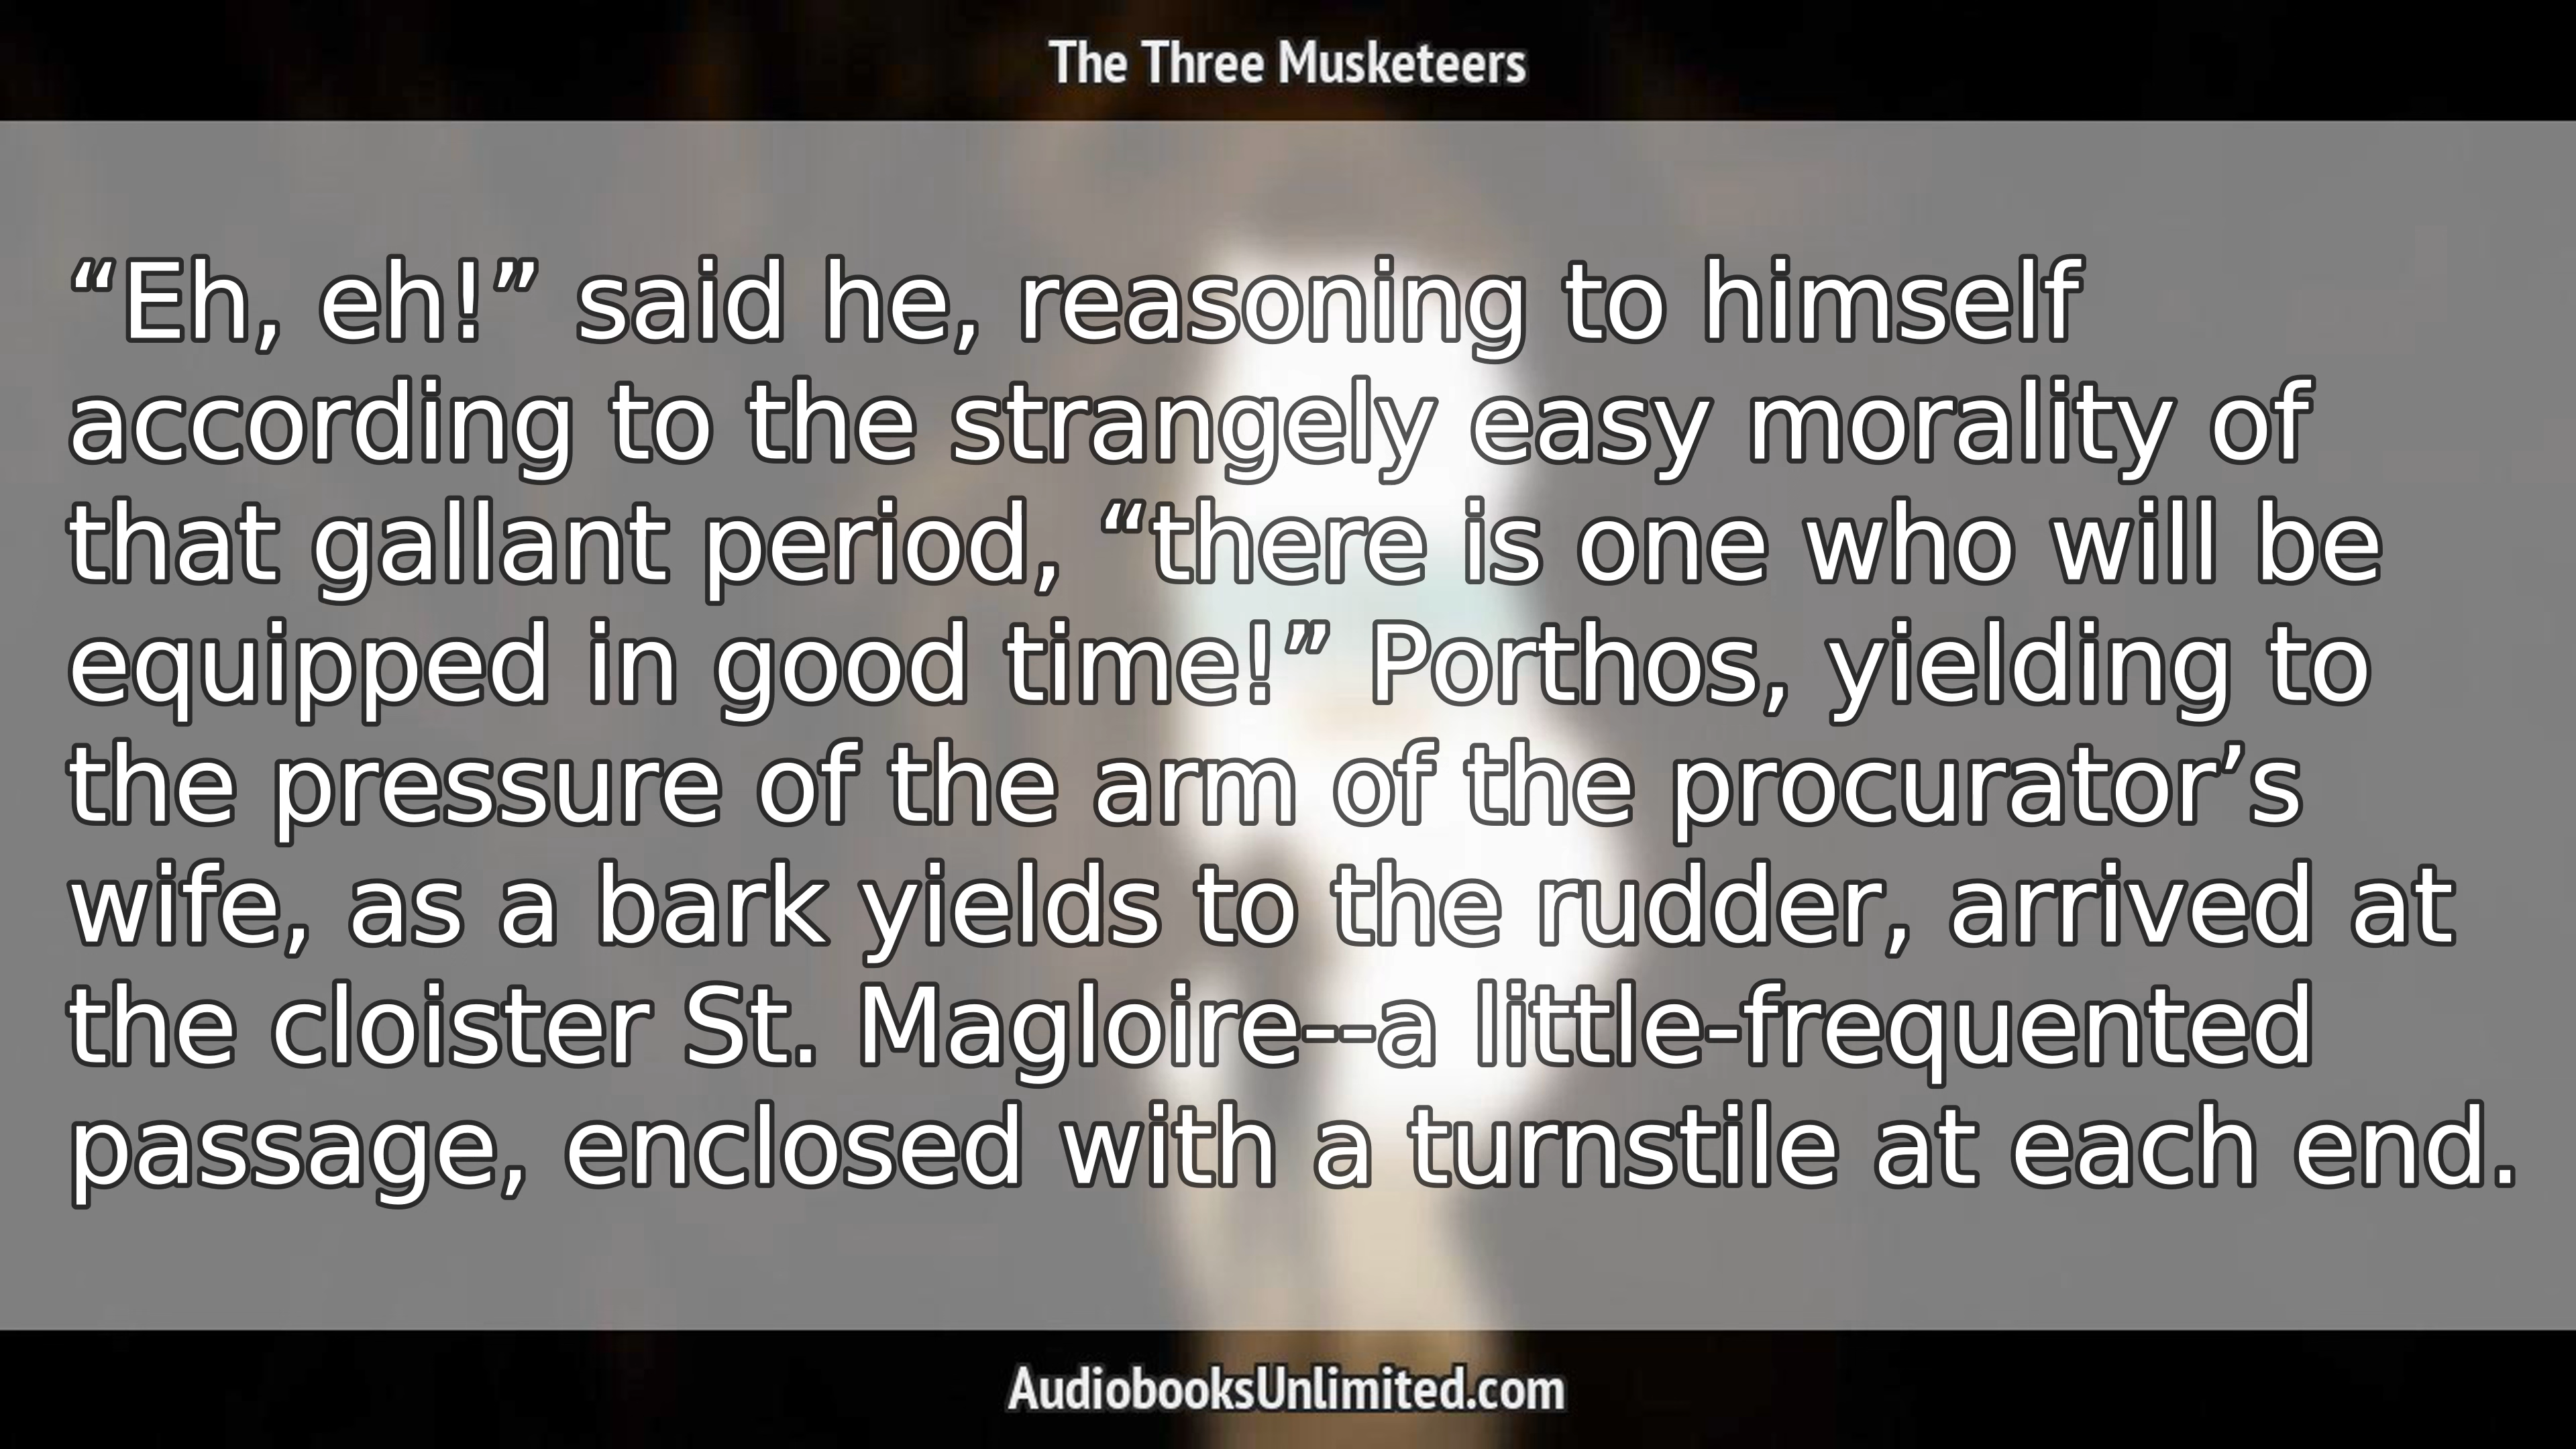 The Three Musketeers
“Eh, eh!” said he, reasoning to himself
according to the strangely easy morality of
that gallant period, “there is one who will be
equipped in good time!” Porthos, yielding to
the pressure of the arm of the procurator’s
wife, as a bark yields to the rudder, arrived at
the cloister St. Magloire--a little-frequented
passage, enclosed with a turnstile at each end.
AudiobooksUnlimited.com